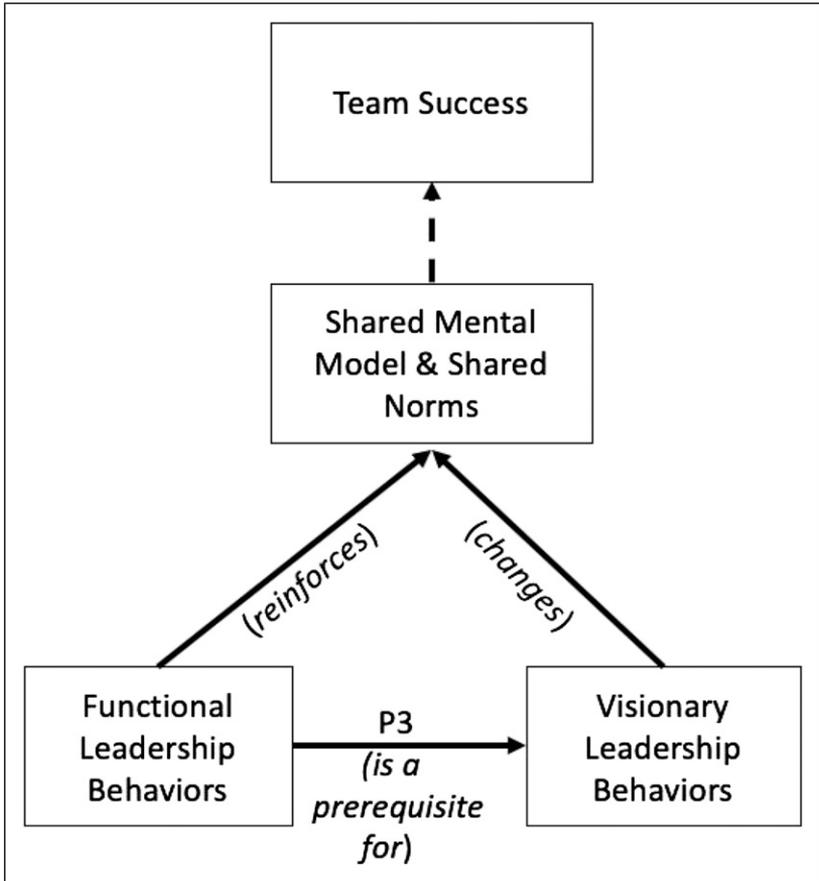 Team Success
Shared Mental
Model & Shared
Norms
(reinforces)
(changes)
Functional
Leadership
Behaviors
P3
(is a
prerequisite
for)
Visionary
Leadership
Behaviors